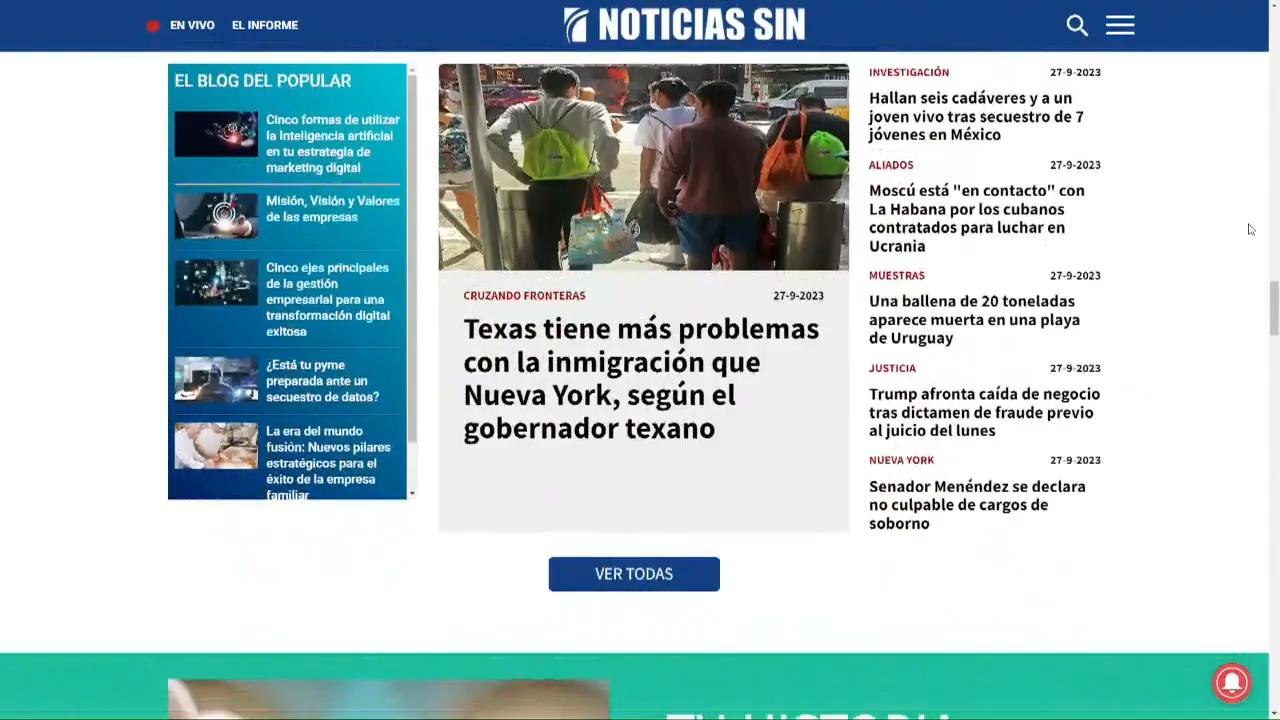 EN VIVO
EL INFORME
NOTICIAS SIN
EL BLOG DEL POPULAR
Cinco formas de utilizar
la Inteligencia artificial
en tu estrategia de
marketing digital
Misión, Visión y Valores
de las empresas
Cinco ejes principales
de la gestión
empresarial para una
transformación digital
exitosa
¿Está tu pyme
preparada ante un
secuestro de datos?
La era del mundo
fusión: Nuevos pilares
estratégicos para el
éxito de la empresa
familiar
CRUZANDO FRONTERAS
27-9-2023
Texas tiene más problemas
con la inmigración que
Nueva York, según el
gobernador texano
INVESTIGACIÓN
27-9-2023
Hallan seis cadáveres y a un
joven vivo tras secuestro de 7
jóvenes en México
ALIADOS
27-9-2023
Moscú está "en contacto" con
La Habana por los cubanos
contratados para luchar en
Ucrania
MUESTRAS
27-9-2023
Una ballena de 20 toneladas
aparece muerta en una playa
de Uruguay
JUSTICIA
27-9-2023
Trump afronta caída de negocio
tras dictamen de fraude previo
al juicio del lunes
NUEVA YORK
27-9-2023
Senador Menéndez se declara
no culpable de cargos de
soborno
VER TODAS